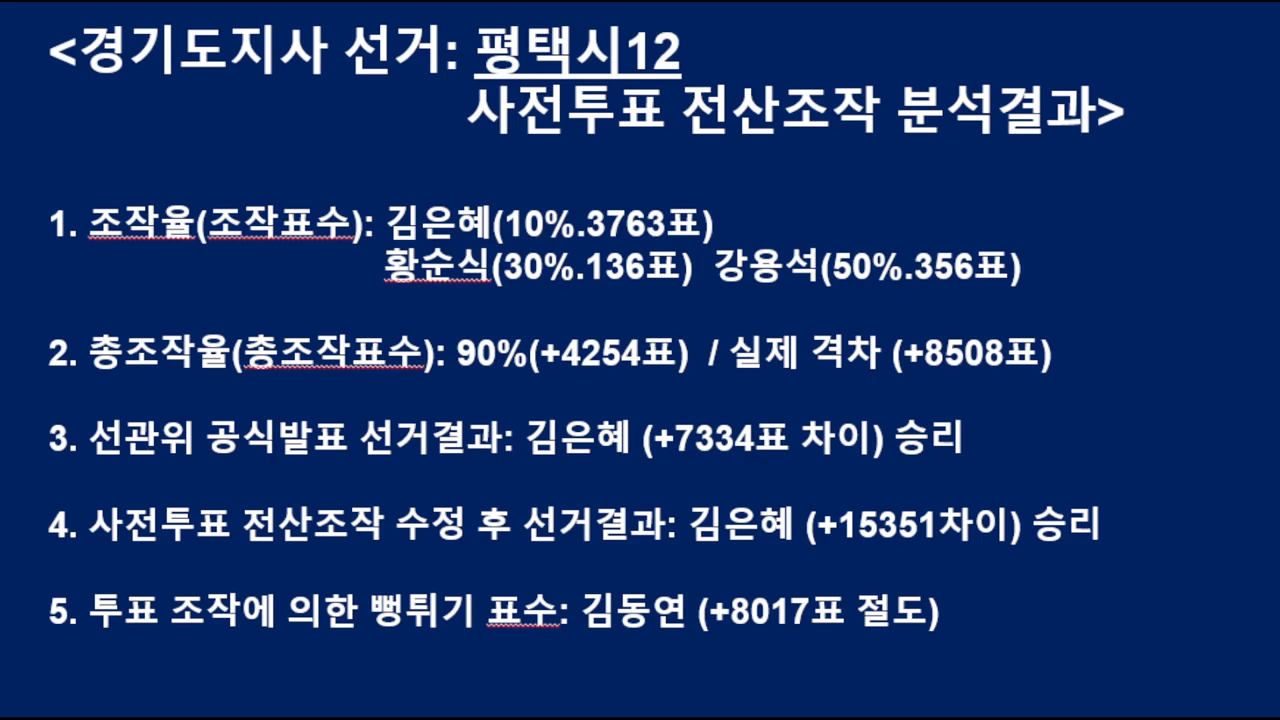 <경기도지사 선거: 평택시12
사전투표 전산조작 분석결과>
1. 조작율(조작표수): 김은혜(10%.3763표)
황순식(30%.136표) 강용석(50%.356표)
2. 총조작율(총조작표수): 90%(+4254표) / 실제 격차 (+8508표)
3. 선관위 공식발표 선거결과: 김은혜 (+7334표 차이) 승리
4. 사전투표 전산조작 수정 후 선거결과: 김은혜 (+15351차이) 승리
5. 투표 조작에 의한 뻥튀기 표수: 김동연 (+8017표 절도)